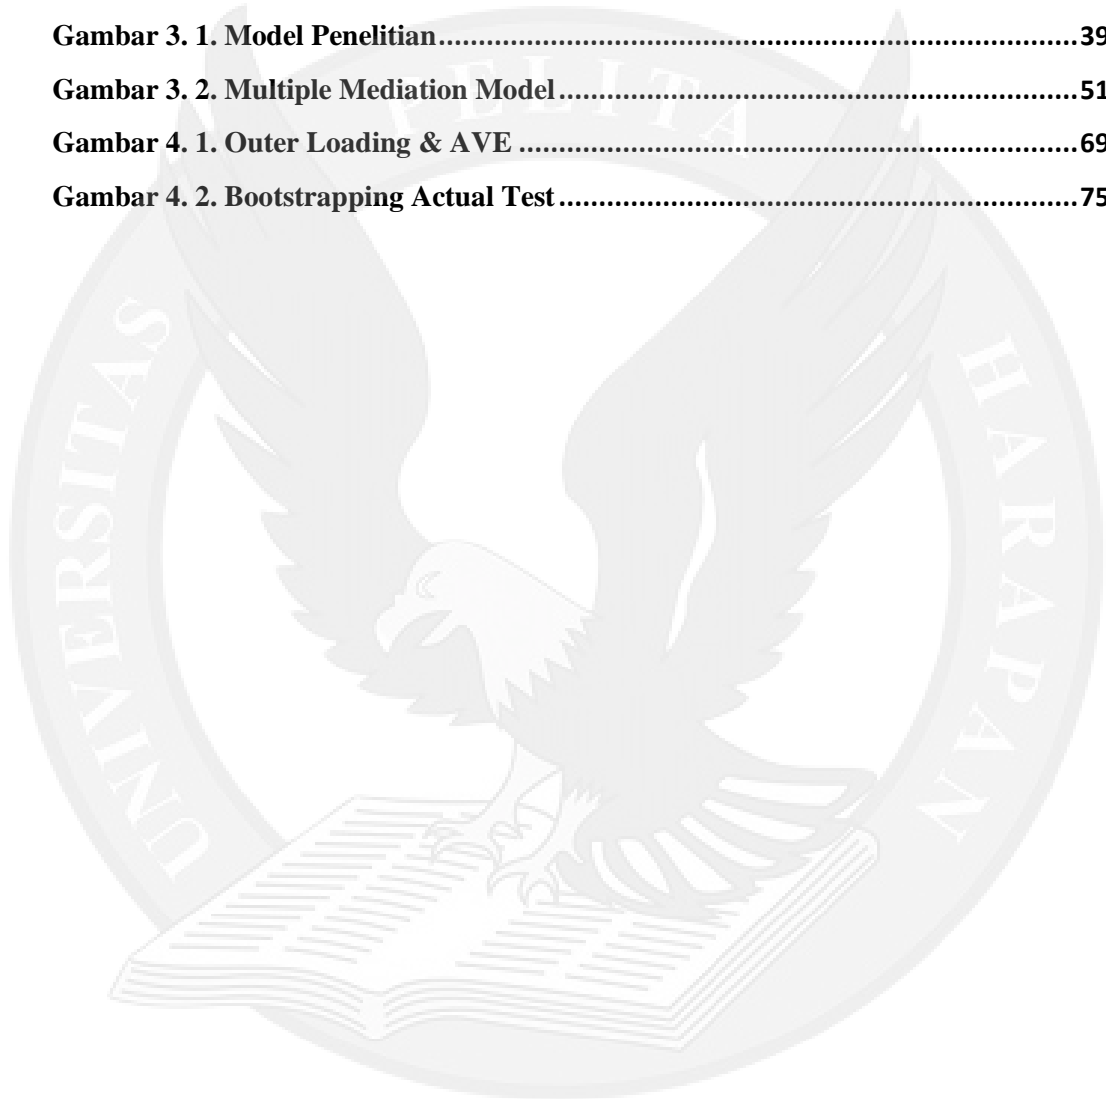 Gambar 3. 1. Model Penelitian.......................................................................................................39
Gambar 3. 2. Multiple Mediation Model...................................................................................51
Gambar 4. 1. Outer Loading & AVE .........................................................................................69
Gambar 4. 2. Bootstrapping Actual Test...................................................................................75
UNIVERSITAS PELITA HARAPAN